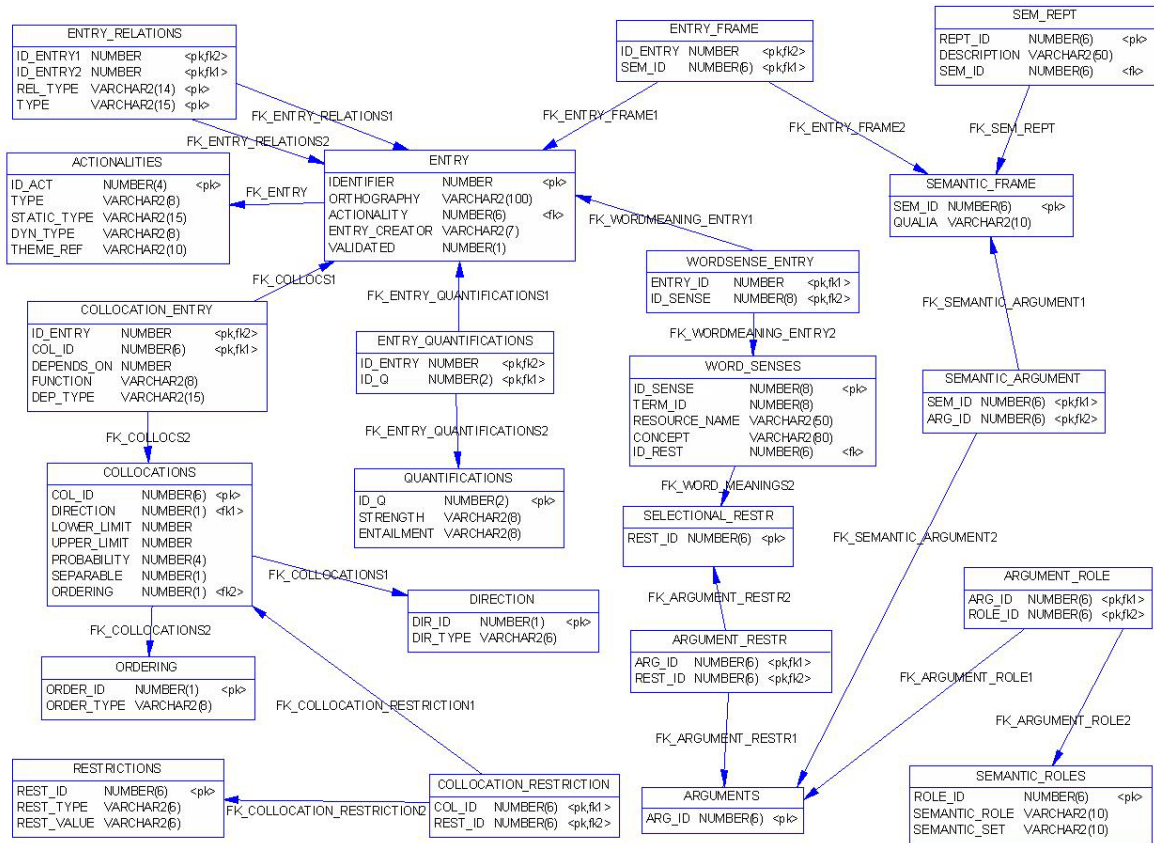 ENTRY_RELATIONS
ID_ENTRY1 NUMBER <pk,fk2>
ID_ENTRY2 NUMBER <pk,fk1>
REL_TYPE VARCHAR2(14) <pk>
TYPE VARCHAR2(15) <pk>
ENTRY_FRAME
ID_ENTRY NUMBER <pk,fk2>
SEM_ID NUMBER(6) <pk,fk1>
SEM_REPT
REPT_ID NUMBER(6) <pk>
DESCRIPTION VARCHAR2(50)
SEM_ID NUMBER(6) <fk>
FK_ENTRY_RELATIONS1
FK_ENTRY_RELATIONS2
FK_ENTRY_FRAME1
FK_ENTRY_FRAME2
FK_SEM_REPT
ACTIONALITIES
ID_ACT NUMBER(4) <pk>
TYPE VARCHAR2(8)
STATIC_TYPE VARCHAR2(15)
DYN_TYPE VARCHAR2(8)
THEME_REF VARCHAR2(10)
FK_ENTRY
ENTRY
IDENTIFIER NUMBER <pk>
ORTHOGRAPHY VARCHAR2(100)
ACTIONALITY NUMBER(6) <fk>
ENTRY_CREATOR VARCHAR2(7)
VALIDATED NUMBER(1)
SEMANTIC_FRAME
SEM_ID NUMBER(6) <pk>
QUALIA VARCHAR2(10)
FK_WORDMEANING_ENTRY1
FK_COLLOCS1
FK_ENTRY_QUANTIFICATIONS1
WORDSENSE_ENTRY
ENTRY_ID NUMBER <pk,fk1>
ID_SENSE NUMBER(8) <pk,fk2>
FK_SEMANTIC_ARGUMENT1
COLLOCATION_ENTRY
ID_ENTRY NUMBER <pk,fk2>
COL_ID NUMBER(6) <pk,fk1>
DEPENDS_ON NUMBER
FUNCTION VARCHAR2(8)
DEP_TYPE VARCHAR2(15)
ENTRY_QUANTIFICATIONS
ID_ENTRY NUMBER <pk,fk2>
ID_Q NUMBER(2) <pk,fk1>
FK_WORDMEANING_ENTRY2
WORD_SENSES
ID_SENSE NUMBER(8) <pk>
TERM_ID NUMBER(8)
RESOURCE_NAME VARCHAR2(50)
CONCEPT VARCHAR2(80)
ID_REST NUMBER(6) <fk>
SEMANTIC_ARGUMENT
SEM_ID NUMBER(6) <pk,fk1>
ARG_ID NUMBER(6) <pk,fk2>
FK_COLLOCS2
FK_ENTRY_QUANTIFICATIONS2
FK_WORD_MEANINGS2
COLLOCATIONS
COL_ID NUMBER(6) <pk>
DIRECTION NUMBER(1) <fk1>
LOWER_LIMIT NUMBER
UPPER_LIMIT NUMBER
PROBABILITY NUMBER(4)
SEPARABLE NUMBER(1)
ORDERING NUMBER(1) <fk2>
QUANTIFICATIONS
ID_Q NUMBER(2) <pk>
STRENGTH VARCHAR2(8)
ENTAILMENT VARCHAR2(8)
SELECTIONAL_RESTR
REST_ID NUMBER(6) <pk>
FK_SEMANTIC_ARGUMENT2
FK_COLLOCATIONS1
DIRECTION
DIR_ID NUMBER(1) <pk>
DIR_TYPE VARCHAR2(6)
FK_ARGUMENT_RESTR2
ARGUMENT_ROLE
ARG_ID NUMBER(6) <pk,fk1>
ROLE_ID NUMBER(6) <pk,fk2>
FK_COLLOCATIONS2
ORDERING
ORDER_ID NUMBER(1) <pk>
ORDER_TYPE VARCHAR2(8)
ARGUMENT_RESTR
ARG_ID NUMBER(6) <pk,fk1>
REST_ID NUMBER(6) <pk,fk2>
FK_ARGUMENT_ROLE1
FK_COLLOCATION_RESTRICTION1
FK_ARGUMENT_ROLE2
FK_ARGUMENT_RESTR1
RESTRICTIONS
REST_ID NUMBER(6) <pk>
REST_TYPE VARCHAR2(6)
REST_VALUE VARCHAR2(6)
FK_COLLOCATION_RESTRICTION2
COLLOCATION_RESTRICTION
COL_ID NUMBER(6) <pk,fk1>
REST_ID NUMBER(6) <pk,fk2>
ARGUMENTS
ARG_ID NUMBER(6) <pk>
SEMANTIC_ROLES
ROLE_ID NUMBER(6) <pk>
SEMANTIC_ROLE VARCHAR2(10)
SEMANTIC_SET VARCHAR2(10)